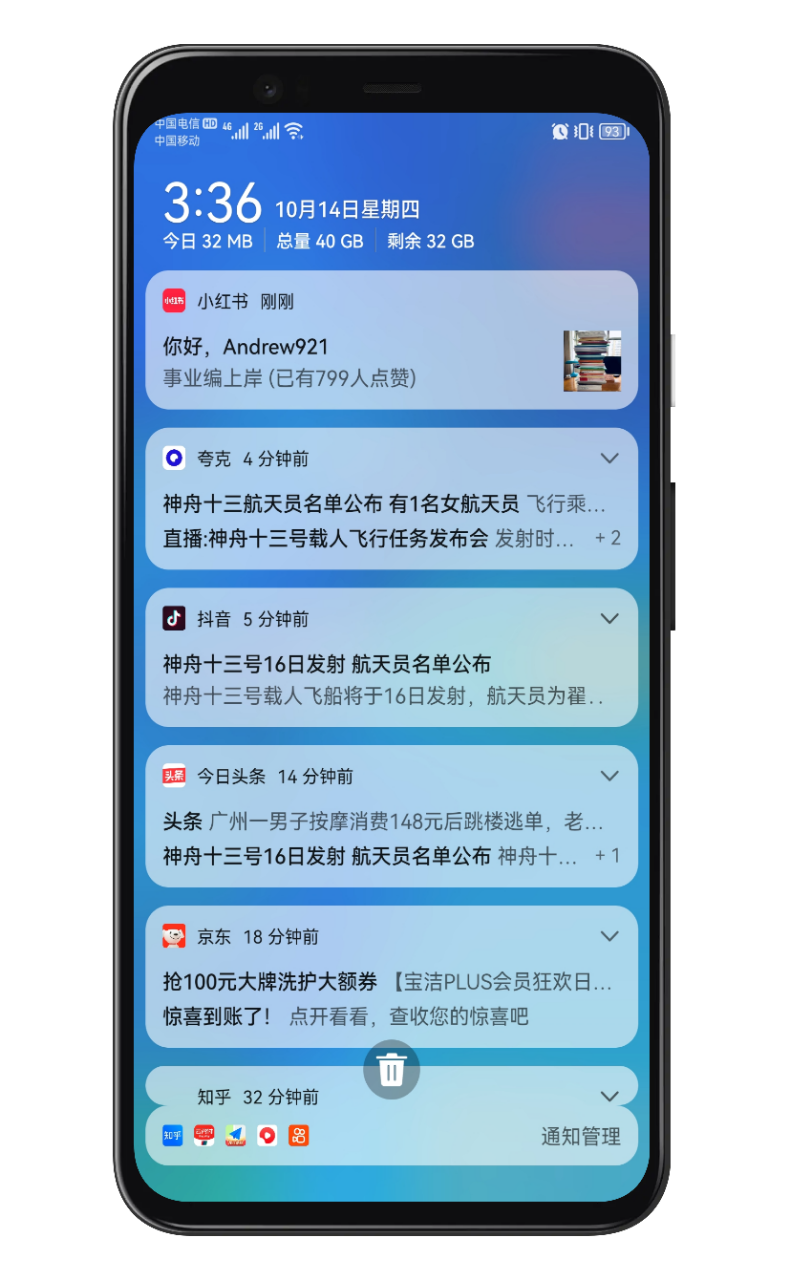 中国电信 HD 4G 2G
中国移动
93
3:36 10月14日星期四
今日 32 MB 总量 40 GB 剩余 32 GB
小红书 小红书 刚刚
你好，Andrew921
事业编上岸 (已有799人点赞)
夸克 4 分钟前
神舟十三航天员名单公布 有1名女航天员 飞行乘...
直播:神舟十三号载人飞行任务发布会 发射时... + 2
抖音 5 分钟前
神舟十三号16日发射 航天员名单公布
神舟十三号载人飞船将于16日发射，航天员为翟..
头条 今日头条 14 分钟前
头条 广州一男子按摩消费148元后跳楼逃单，老...
神舟十三号16日发射 航天员名单公布 神舟十... + 1
京东 18 分钟前
抢100元大牌洗护大额券 【宝洁PLUS会员狂欢日...
惊喜到账了！ 点开看看，查收您的惊喜吧
知乎 32 分钟前
知乎 通知管理